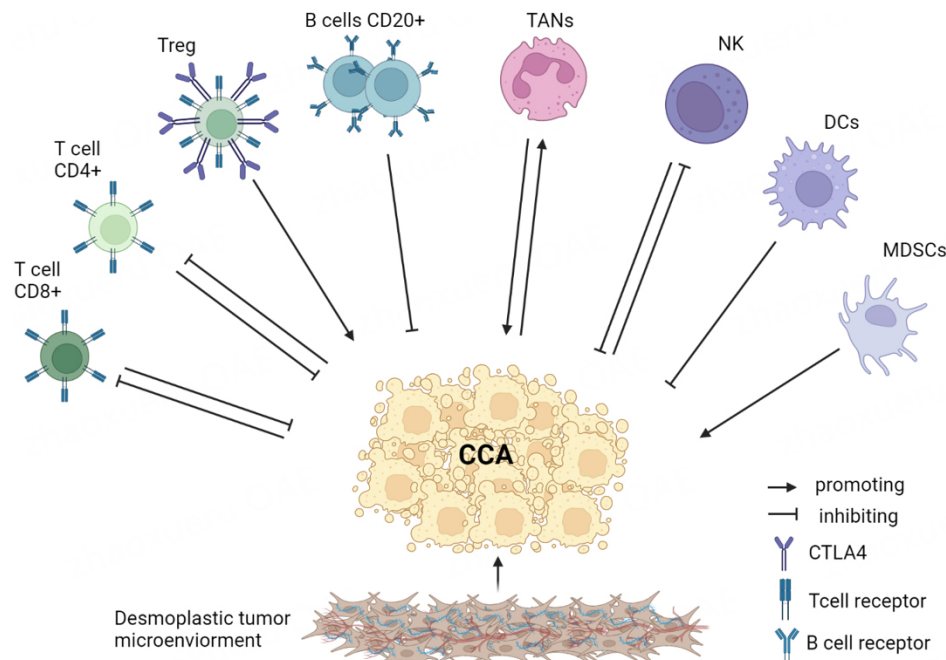 B cells CD20+
TANs
NK
Treg
DCs
T cell
CD4+
MDSCs
T cell
CD8+
CCA
promoting
inhibiting
CTLA4
Tcell receptor
B cell receptor
Desmoplastic tumor
microenviorment